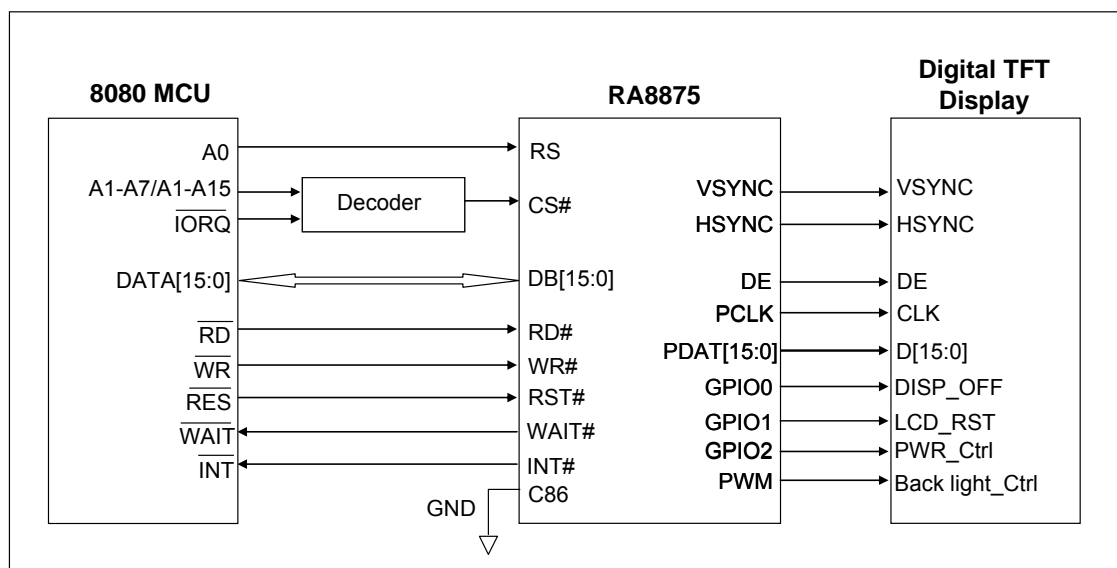 8080 MCU
A0
A1-A7/A1-A15
IORQ
DATA[15:0]
RD
WR
RES
WAIT
INT
Decoder
GND
RA8875
RS
CS#
DB[15:0]
RD#
WR#
RST#
WAIT#
INT#
C86
VSYNC
HSYNC
DE
PCLK
PDAT[15:0]
GPIO0
GPIO1
GPIO2
PWM
Digital TFT
Display
VSYNC
HSYNC
DE
CLK
D[15:0]
DISP_OFF
LCD_RST
PWR_Ctrl
Back light_Ctrl